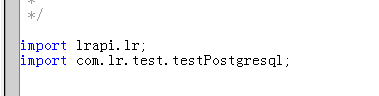 *
*/
import lrapi.lr;
import com.lr.test.testPostgresql;